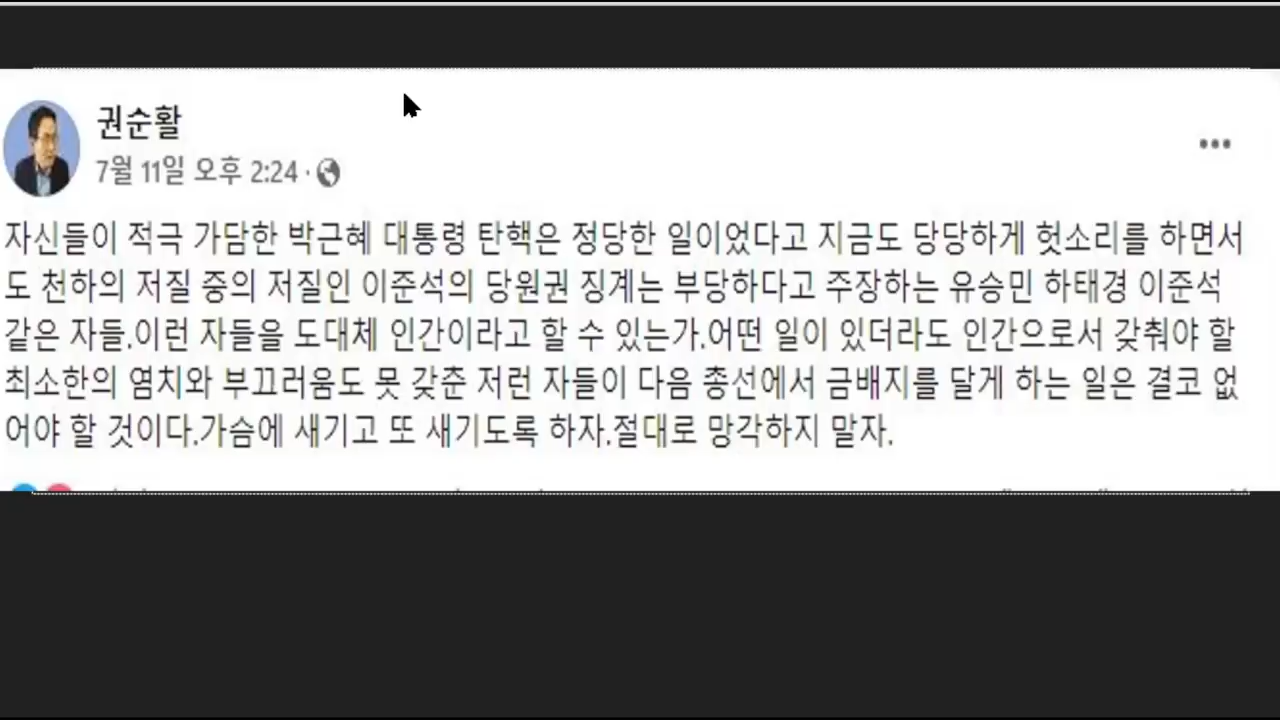 권순활
7월 11일 오후 2:24 ·
자신들이 적극 가담한 박근혜 대통령 탄핵은 정당한 일이었다고 지금도 당당하게 헛소리를 하면서
도 천하의 저질 중의 저질인 이준석의 당원권 징계는 부당하다고 주장하는 유승민 하태경 이준석
같은 자들.이런 자들을 도대체 인간이라고 할 수 있는가.어떤 일이 있더라도 인간으로서 갖춰야 할
최소한의 염치와 부끄러움도 못 갖춘 저런 자들이 다음 총선에서 금배지를 달게 하는 일은 결코 없
어야 할 것이다.가슴에 새기고 또 새기도록 하자.절대로 망각하지 말자.